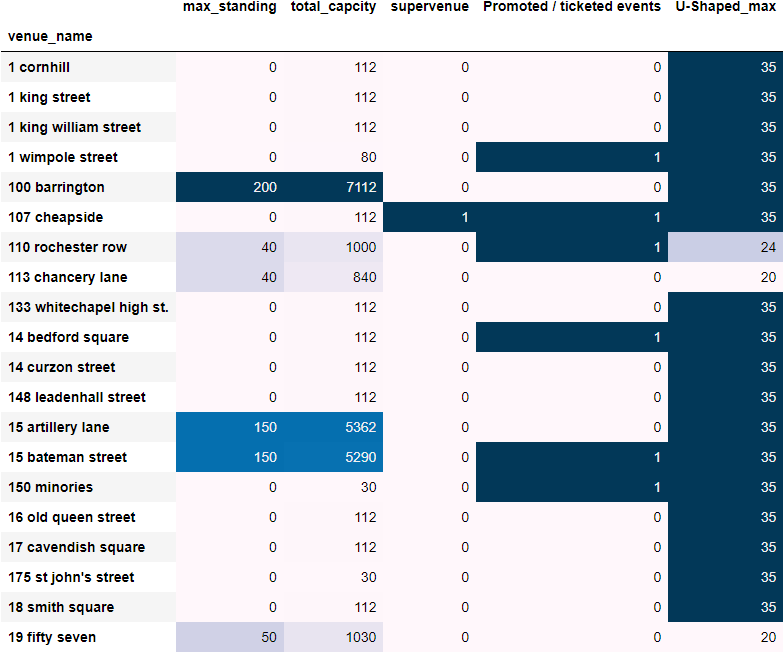 max_standing total_capcity supervenue Promoted / ticketed events U-Shaped_max
venue_name
1 cornhill 0 112 0 0 35
1 king street 0 112 0 0 35
1 king william street 0 112 0 0 35
1 wimpole street 0 80 0 1 35
100 barrington 200 7112 0 0 35
107 cheapside 0 112 1 1 35
110 rochester row 40 1000 0 1 24
113 chancery lane 40 840 0 0 20
133 whitechapel high st. 0 112 0 0 35
14 bedford square 0 112 0 1 35
14 curzon street 0 112 0 0 35
148 leadenhall street 0 112 0 0 35
15 artillery lane 150 5362 0 0 35
15 bateman street 150 5290 0 1 35
150 minories 0 30 0 1 35
16 old queen street 0 112 0 0 35
17 cavendish square 0 112 0 0 35
175 st john's street 0 30 0 0 35
18 smith square 0 112 0 0 35
19 fifty seven 50 1030 0 0 20